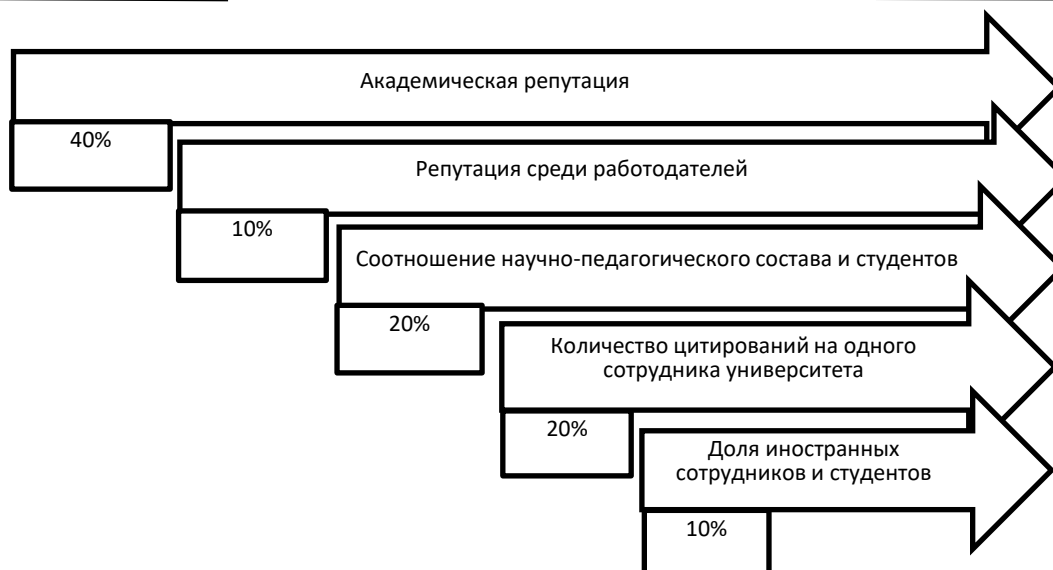 Академическая репутация
40%
Репутация среди работодателей
10%
Соотношение научно-педагогического состава и студентов
20%
Количество цитирований на одного
сотрудника университета
20%
Доля иностранных
сотрудников и студентов
10%